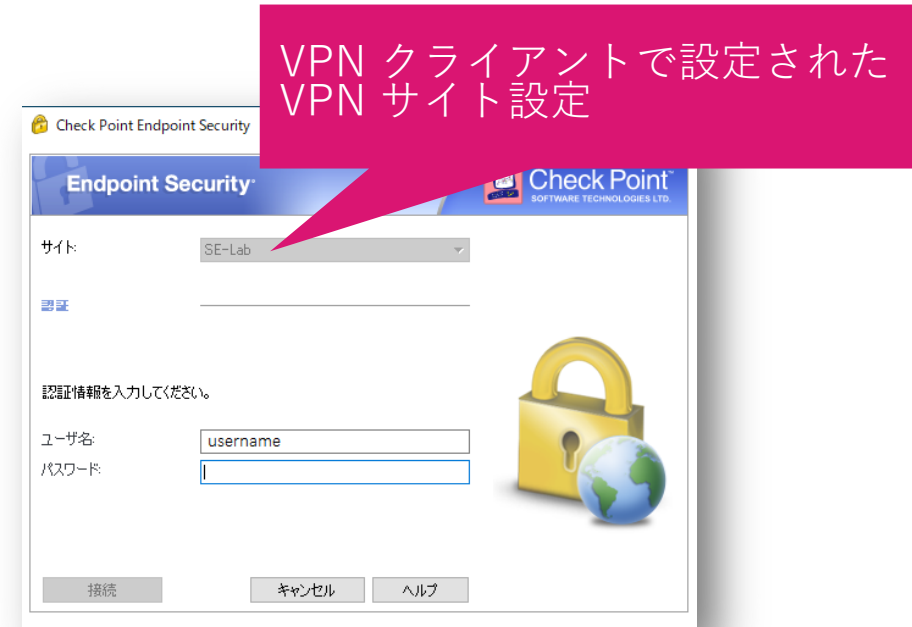 VPN クライアントで設定された
VPN サイト設定
Check Point Endpoint Security
Endpoint Security
Check Point™
SOFTWARE TECHNOLOGIES LTD.
サイト:
SE-Lab
認証
認証情報を入力してください。
ユーザ名:
username
パスワード:
接続
キャンセル
ヘルプ